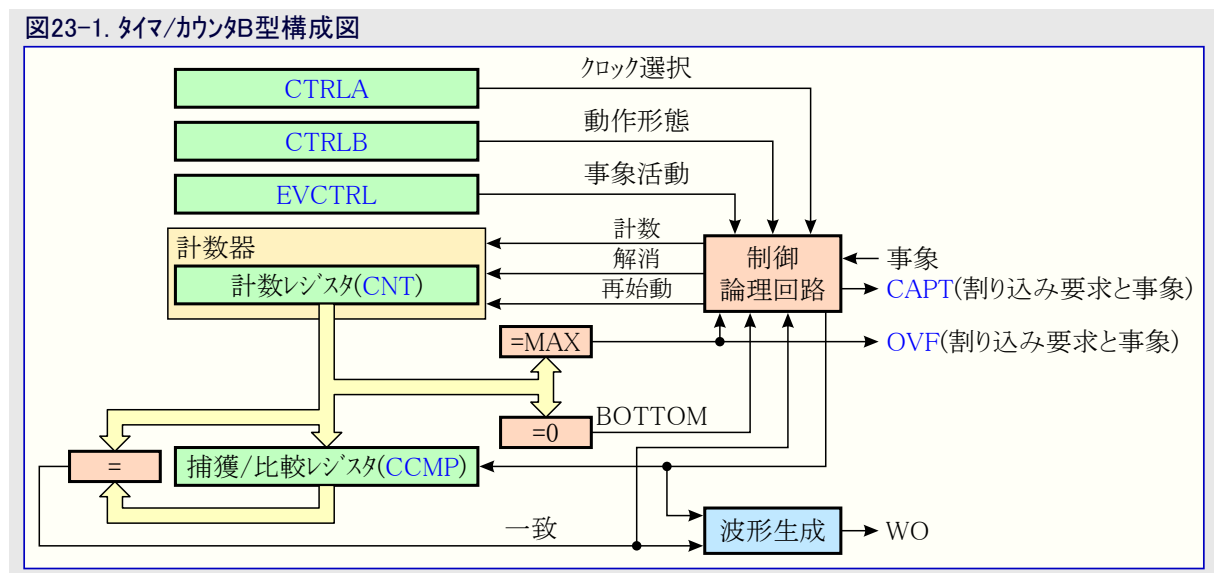 図23-1. ﾀｲﾏ/ｶｳﾝﾀB型構成図
CTRLA
ｸﾛｯｸ選択
CTRLB
動作形態
EVCTRL
事象活動
計数器
計数ﾚｼﾞｽﾀ(CNT)
計数
解消
再始動
制御
論理回路
事象
CAPT(割り込み要求と事象)
=MAX
OVF(割り込み要求と事象)
=0
BOTTOM
=
捕獲/比較ﾚｼﾞｽﾀ(CCMP)
一致
波形生成
WO